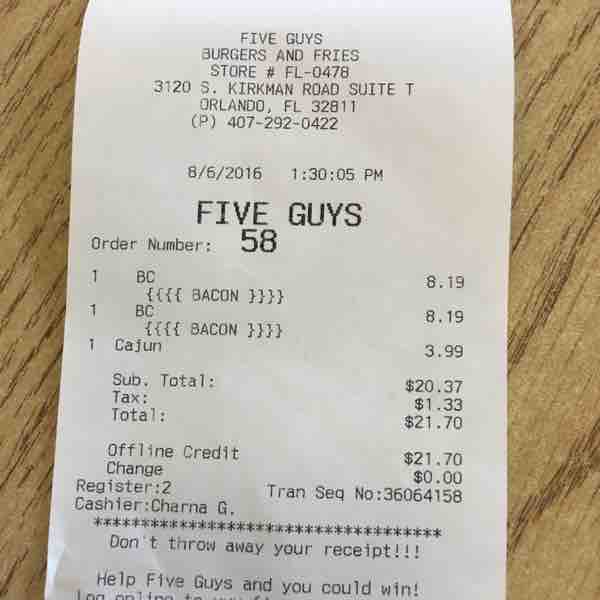 FIVE GUYS
BURGERS AND FRIES
STORE # FL-0478
3120 S. KIRKMAN ROAD SUITE T
ORLANDO, FL 32811
(P) 407-292-0422
8/6/2016 1:30:05 PM
FIVE GUYS
Order Number: 58
1 BC 8.19
{{{{ BACON }}}}
1 BC 8.19
{{{{ BACON }}}}
1 Cajun 3.99
Sub. Total: $20.37
Tax: $1.33
Total: $21.70
Offline Credit $21.70
Change $0.00
Register:2 Tran Seq No:36064158
Cashier:Charna G.
****************************************
Don't throw away your receipt!!!
Help Five Guys and you could win!
Log online to